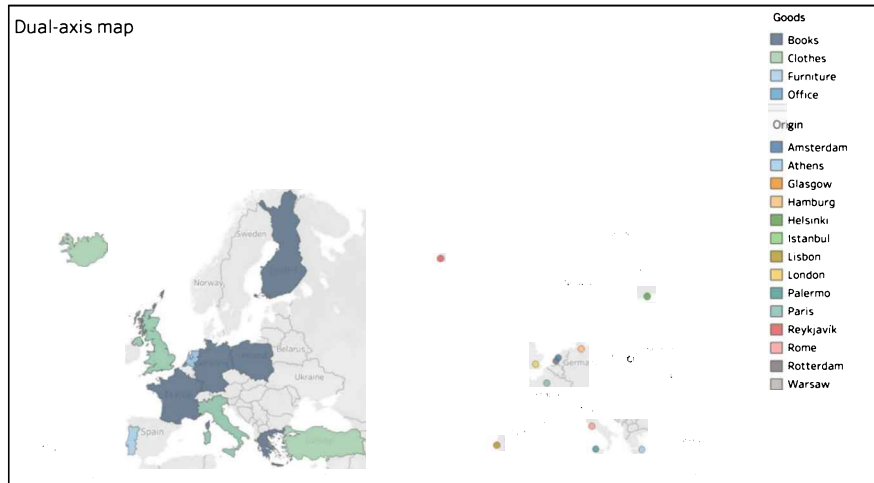 Dual-axis map
Goods
Books
Clothes
Furniture
Office
Origin
Amsterdam
Athens
Glasgow
Hamburg
Helsinki
Istanbul
Lisbon
London
Palermo
Paris
Reykjavík
Rome
Rotterdam
Warsaw
Sweden
Norway
Belarus
Ukraine
Spain
Germa